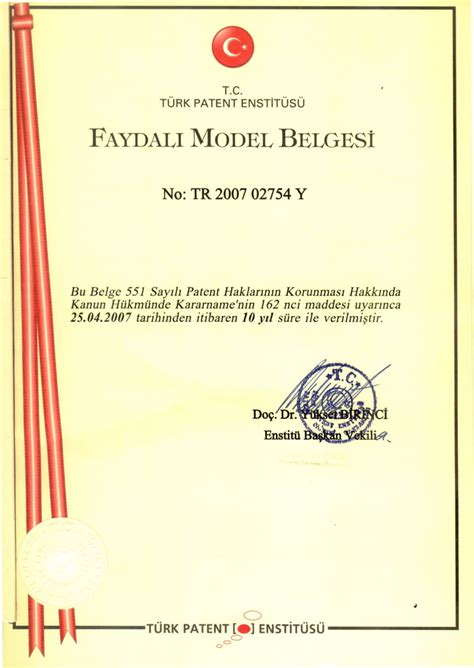 T.C.
TÜRK PATENT ENSTİTÜSÜ
FAYDALI MODEL BELGESİ
No: TR 2007 02754 Y
Bu Belge 551 Sayılı Patent Haklarının Korunması Hakkında
Kanun Hükmünde Kararname'nin 162 nci maddesi uyarınca
25.04.2007 tarihinden itibaren 10 yıl süre ile verilmiştir.
T.C.
Doç. Dr. Yüksel BİRİNCİ
Enstitü Başkan Vekili
TÜRK PATENT ENSTİTÜSÜ